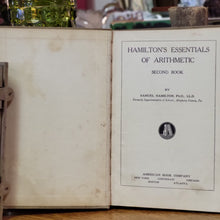 HAMILTON'S ESSENTIALS
OF ARITHMETIC
SECOND BOOK
BY
SAMUEL HAMILTON, PH.D., LL.D.
AMERICAN BOOK COMPANY
NEW YORK CINCINNATI CHICAGO
BOSTON ATLANTA